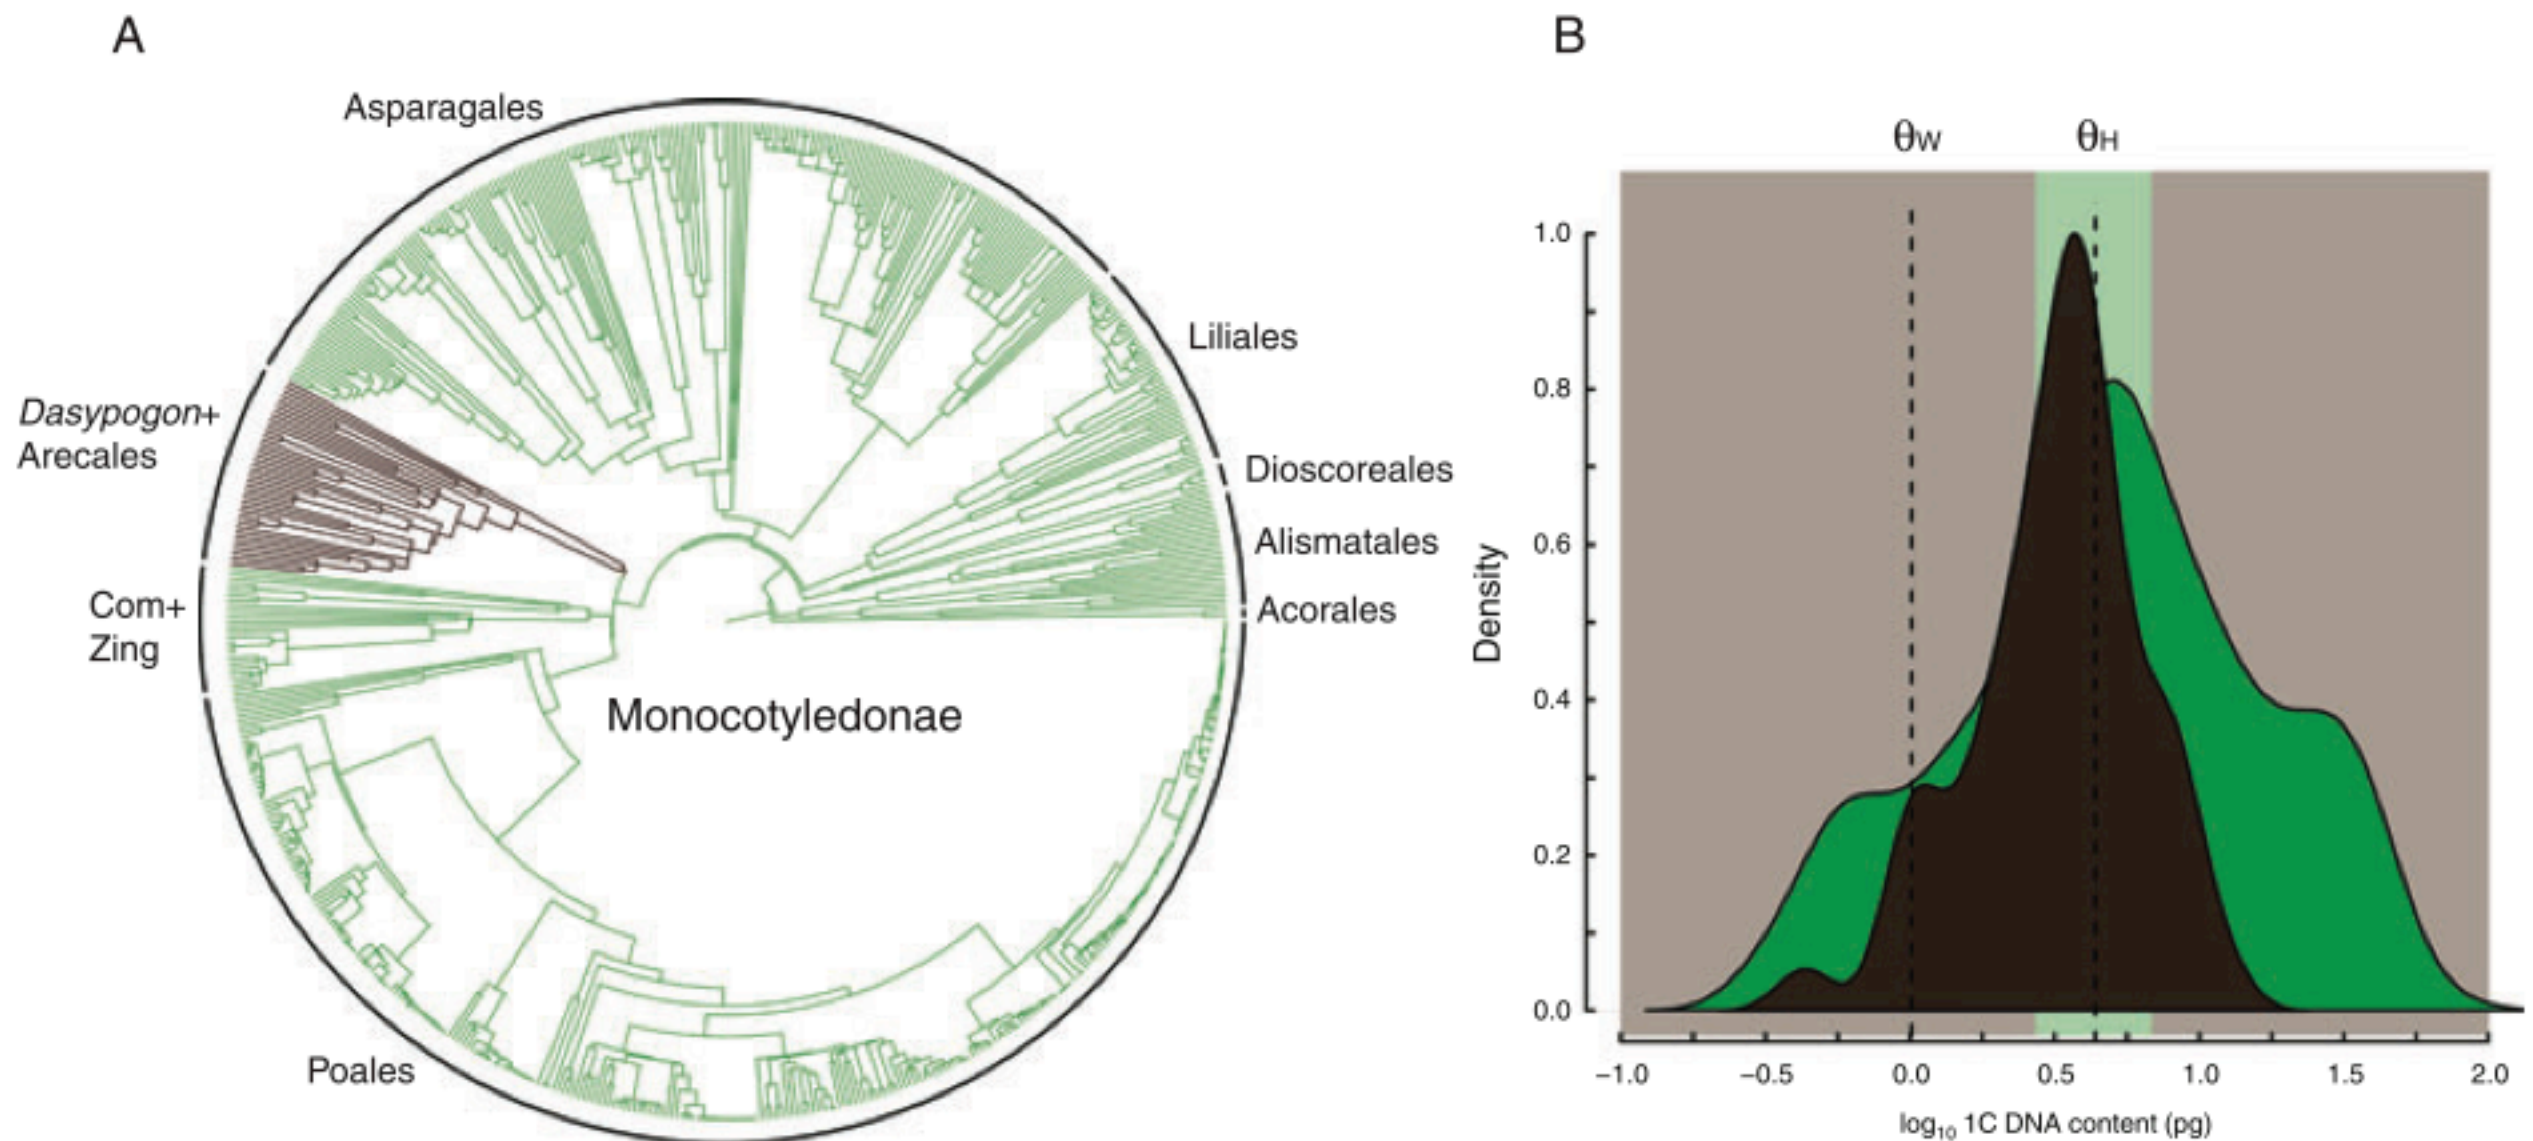 A
Asparagales
Liliales
Dasypogon+
Arecales
Dioscoreales
Alismatales
Com+
Zing
Acorales
Monocotyledonae
Poales
B
θW θH
1.0
0.8
0.6
0.4
0.2
0.0
Density
−1.0 −0.5 0.0 0.5 1.0 1.5 2.0
log₁₀ 1C DNA content (pg)